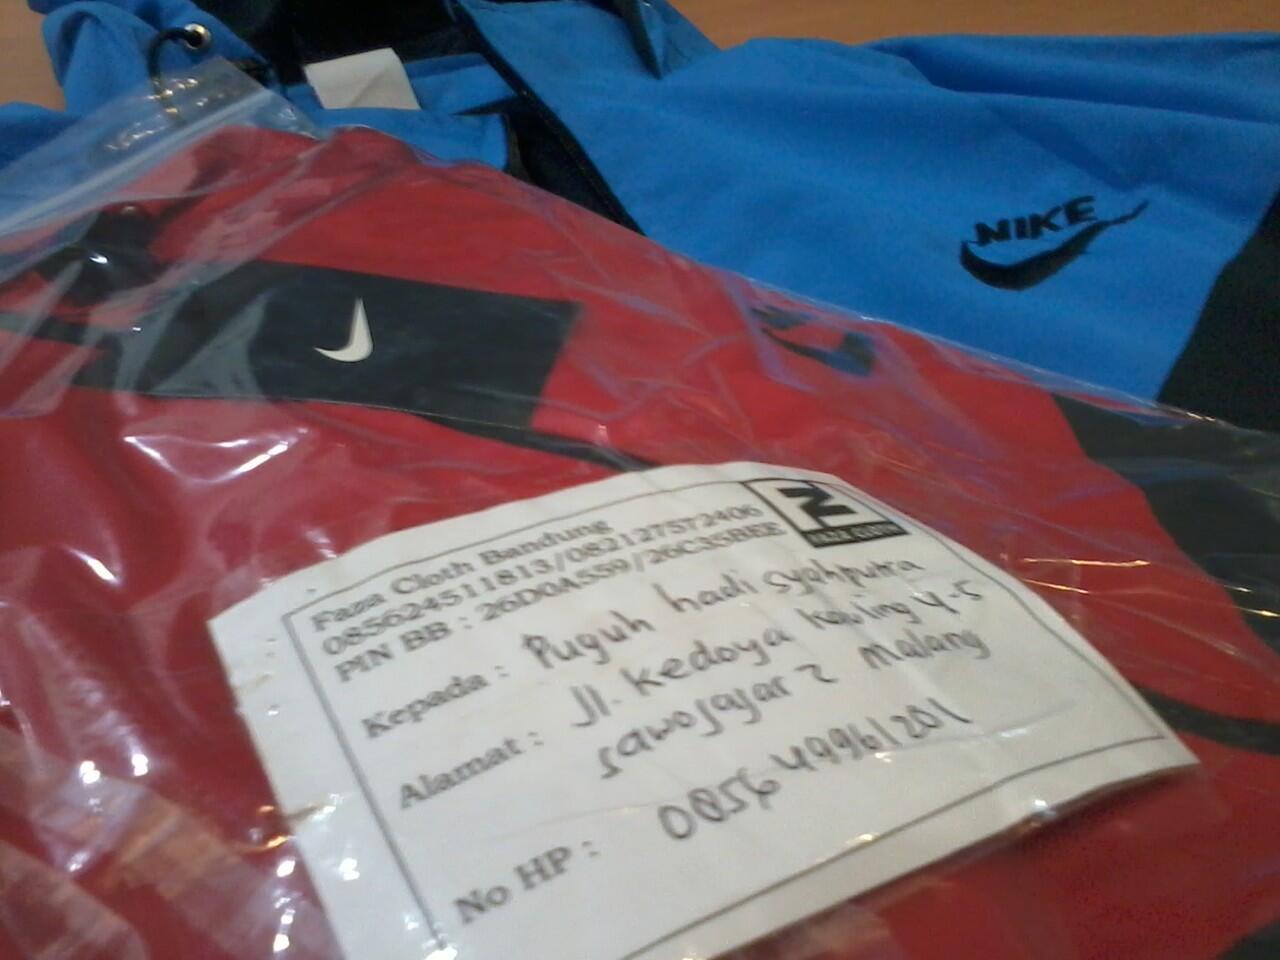 NIKE
Faza Cloth Bandung
085624511813/082127572406
PIN BB : 26D0A559/26C35BEE
Kepada : Puguh hadi syahputra
Alamat : Jl. Kedoya Kavling 4-5
sawojajar 2 Malang
No HP : 085649961201